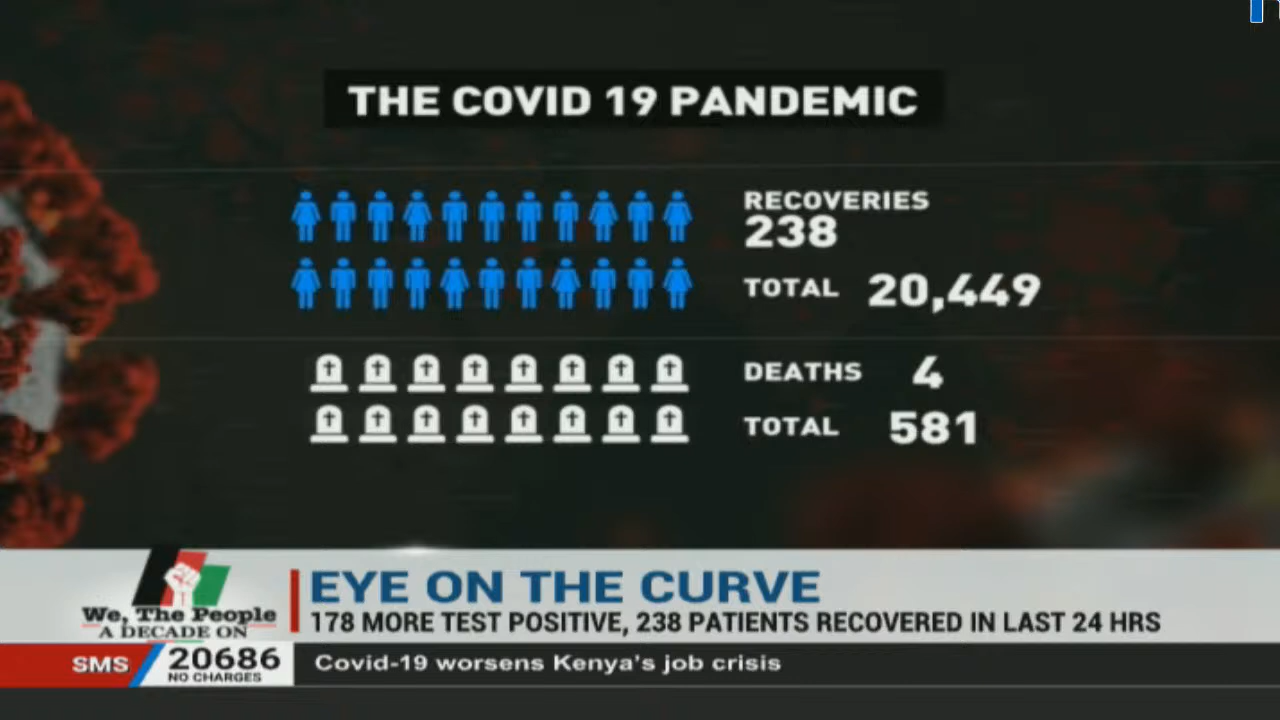 THE COVID 19 PANDEMIC
RECOVERIES
238
TOTAL 20,449
DEATHS 4
TOTAL 581
EYE ON THE CURVE
178 MORE TEST POSITIVE, 238 PATIENTS RECOVERED IN LAST 24 HRS
We, The People
A DECADE ON
SMS 20686
NO CHARGES
Covid-19 worsens Kenya's job crisis